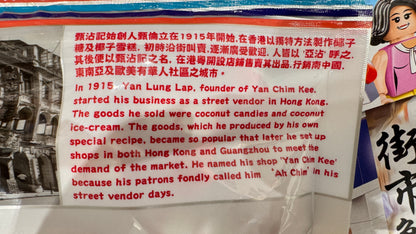 甄沾記始創人甄倫立在1915年開始,在香港以獨特方法製作椰子
糖及椰子雪糕,初時沿街叫賣,逐漸廣受歡迎,人皆以‘亞沾’呼之,
其後便以甄沾記之名,在港粵開設店鋪售賣其出品,行銷南中國,
東南亞及歐美有華人社區之城市。
In 1915, Yan Lung Lap, founder of Yan Chim Kee,
started his business as a street vendor in Hong Kong.
The goods he sold were coconut candies and coconut
ice-cream. The goods, which he produced by his own
special recipe, became so popular that later he set up
shops in both Hong Kong and Guangzhou to meet the
demand of the market. He named his shop 'Yan Cim Kee'
because his patrons fondly called him 'Ah Chim' in his
street vendor days.
街市